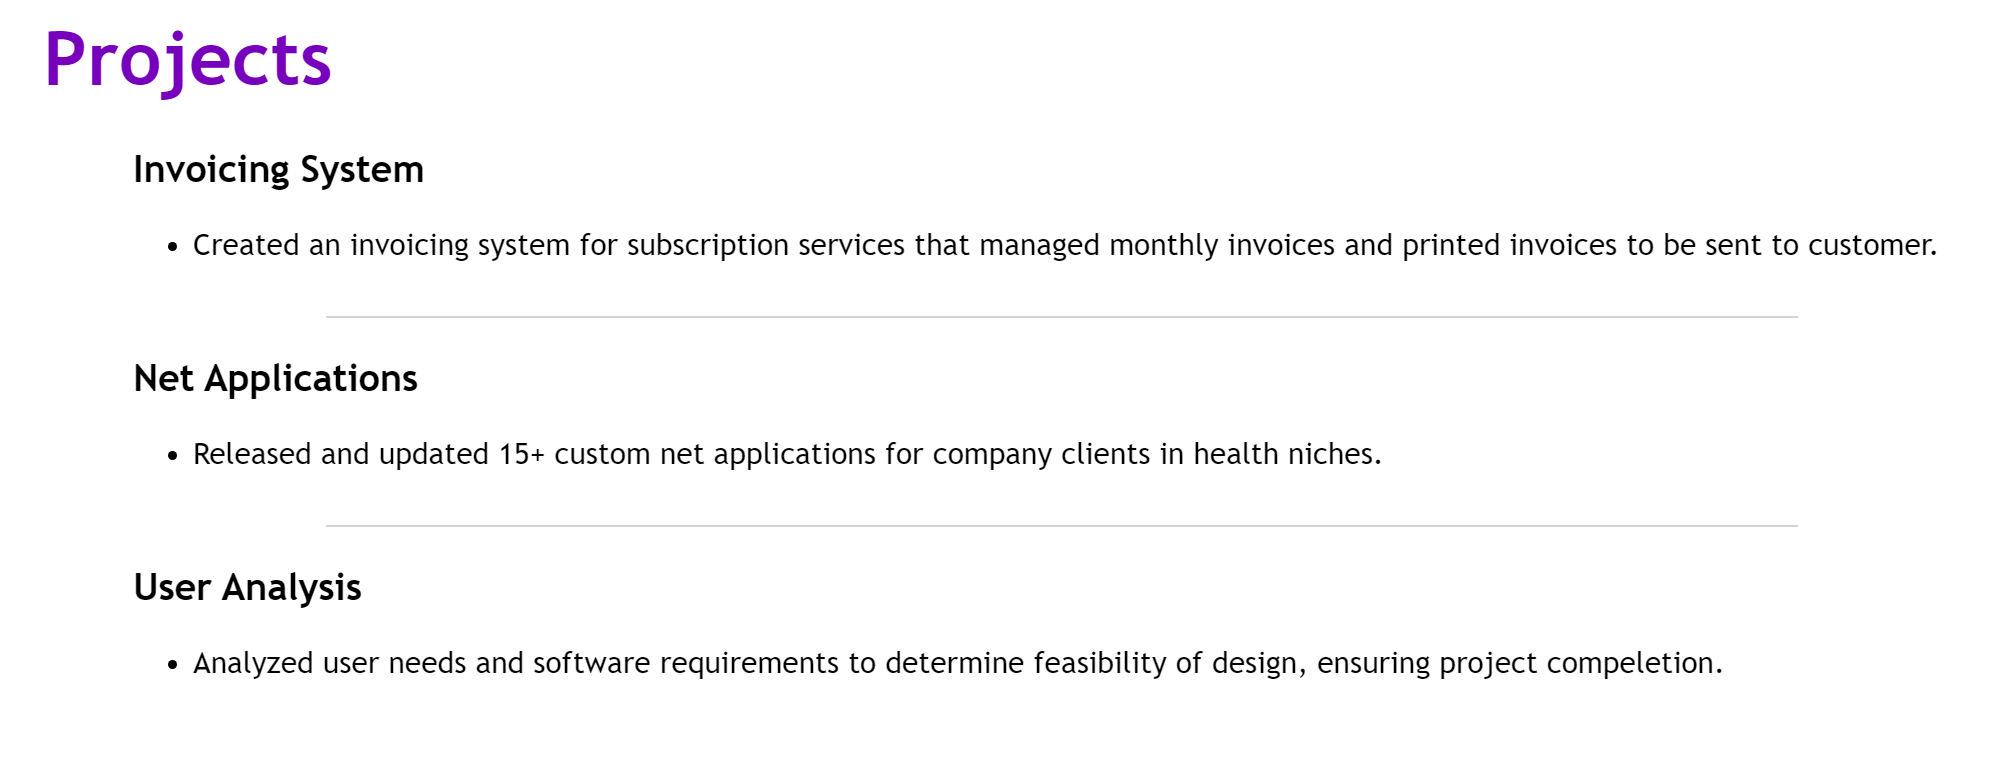 Projects
Invoicing System
• Created an invoicing system for subscription services that managed monthly invoices and printed invoices to be sent to customer.
Net Applications
• Released and updated 15+ custom net applications for company clients in health niches.
User Analysis
• Analyzed user needs and software requirements to determine feasibility of design, ensuring project compeletion.